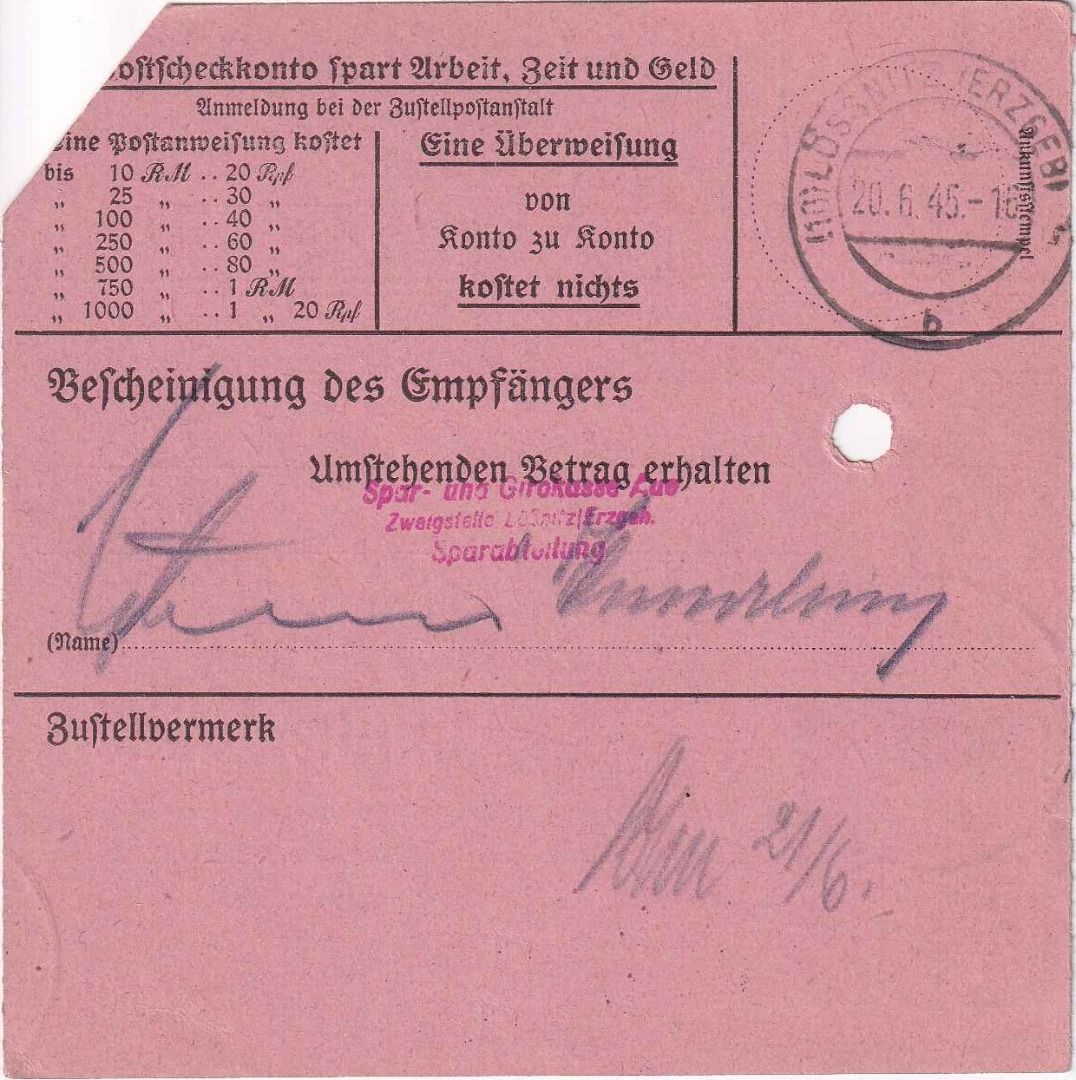 ostscheckkonto spart Arbeit, Zeit und Geld
Anmeldung bei der Zustellpostanstalt
eine Postanweisung kostet
bis 10 RM .. 20 Rpf
„ 25 „ .. 30 „
„ 100 „ .. 40 „
„ 250 „ .. 60 „
„ 500 „ .. 80 „
„ 750 „ .. 1 RM
„ 1000 „ .. 1 „ 20 Rpf
Eine Überweisung
von
Konto zu Konto
kostet nichts
(10) LÖSSNITZ (ERZGEB)
20.6.45.-16
b
Ankunftsstempel
Bescheinigung des Empfängers
Umstehenden Betrag erhalten
Spar- und Girokasse Aue
Zweigstelle Lößnitz/Erzgeb.
Sparabteilung
(Name)
Zustellvermerk
21/6.